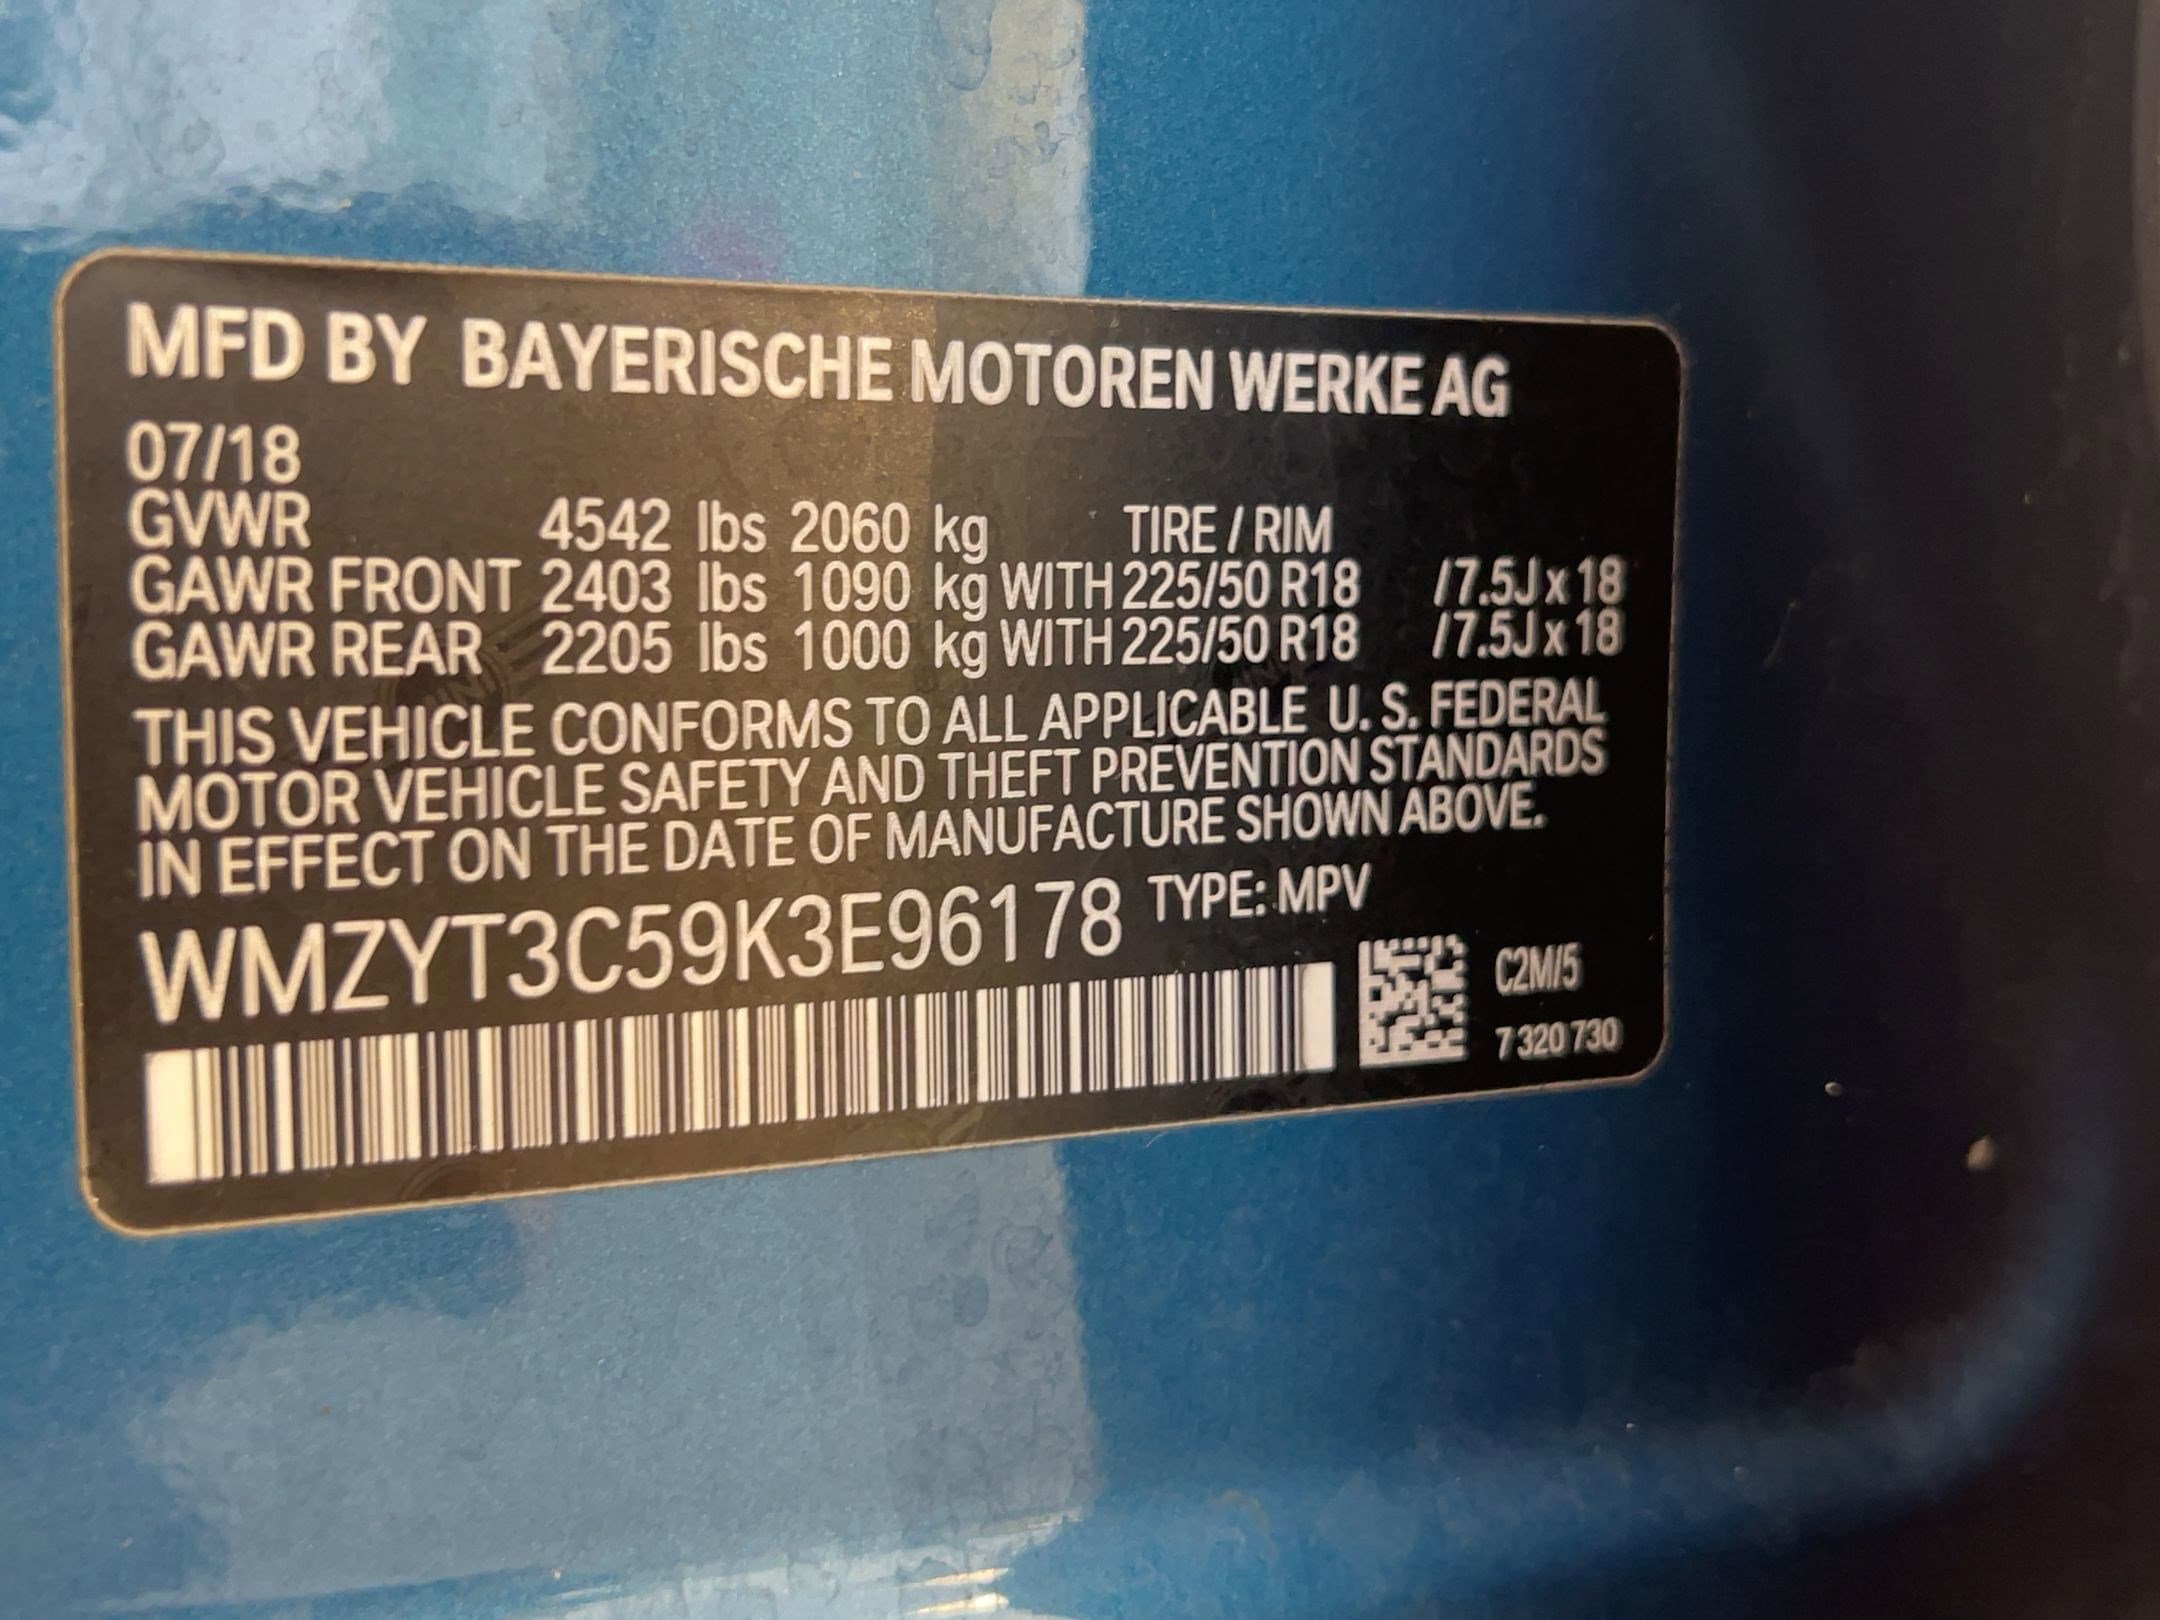 MFD BY BAYERISCHE MOTOREN WERKE AG
07/18
GVWR 4542 lbs 2060 kg TIRE / RIM
GAWR FRONT 2403 lbs 1090 kg WITH 225/50 R18 /7.5J x 18
GAWR REAR 2205 lbs 1000 kg WITH 225/50 R18 /7.5J x 18
THIS VEHICLE CONFORMS TO ALL APPLICABLE U. S. FEDERAL
MOTOR VEHICLE SAFETY AND THEFT PREVENTION STANDARDS
IN EFFECT ON THE DATE OF MANUFACTURE SHOWN ABOVE.
WMZYT3C59K3E96178 TYPE: MPV
C2M/5
7 320 730